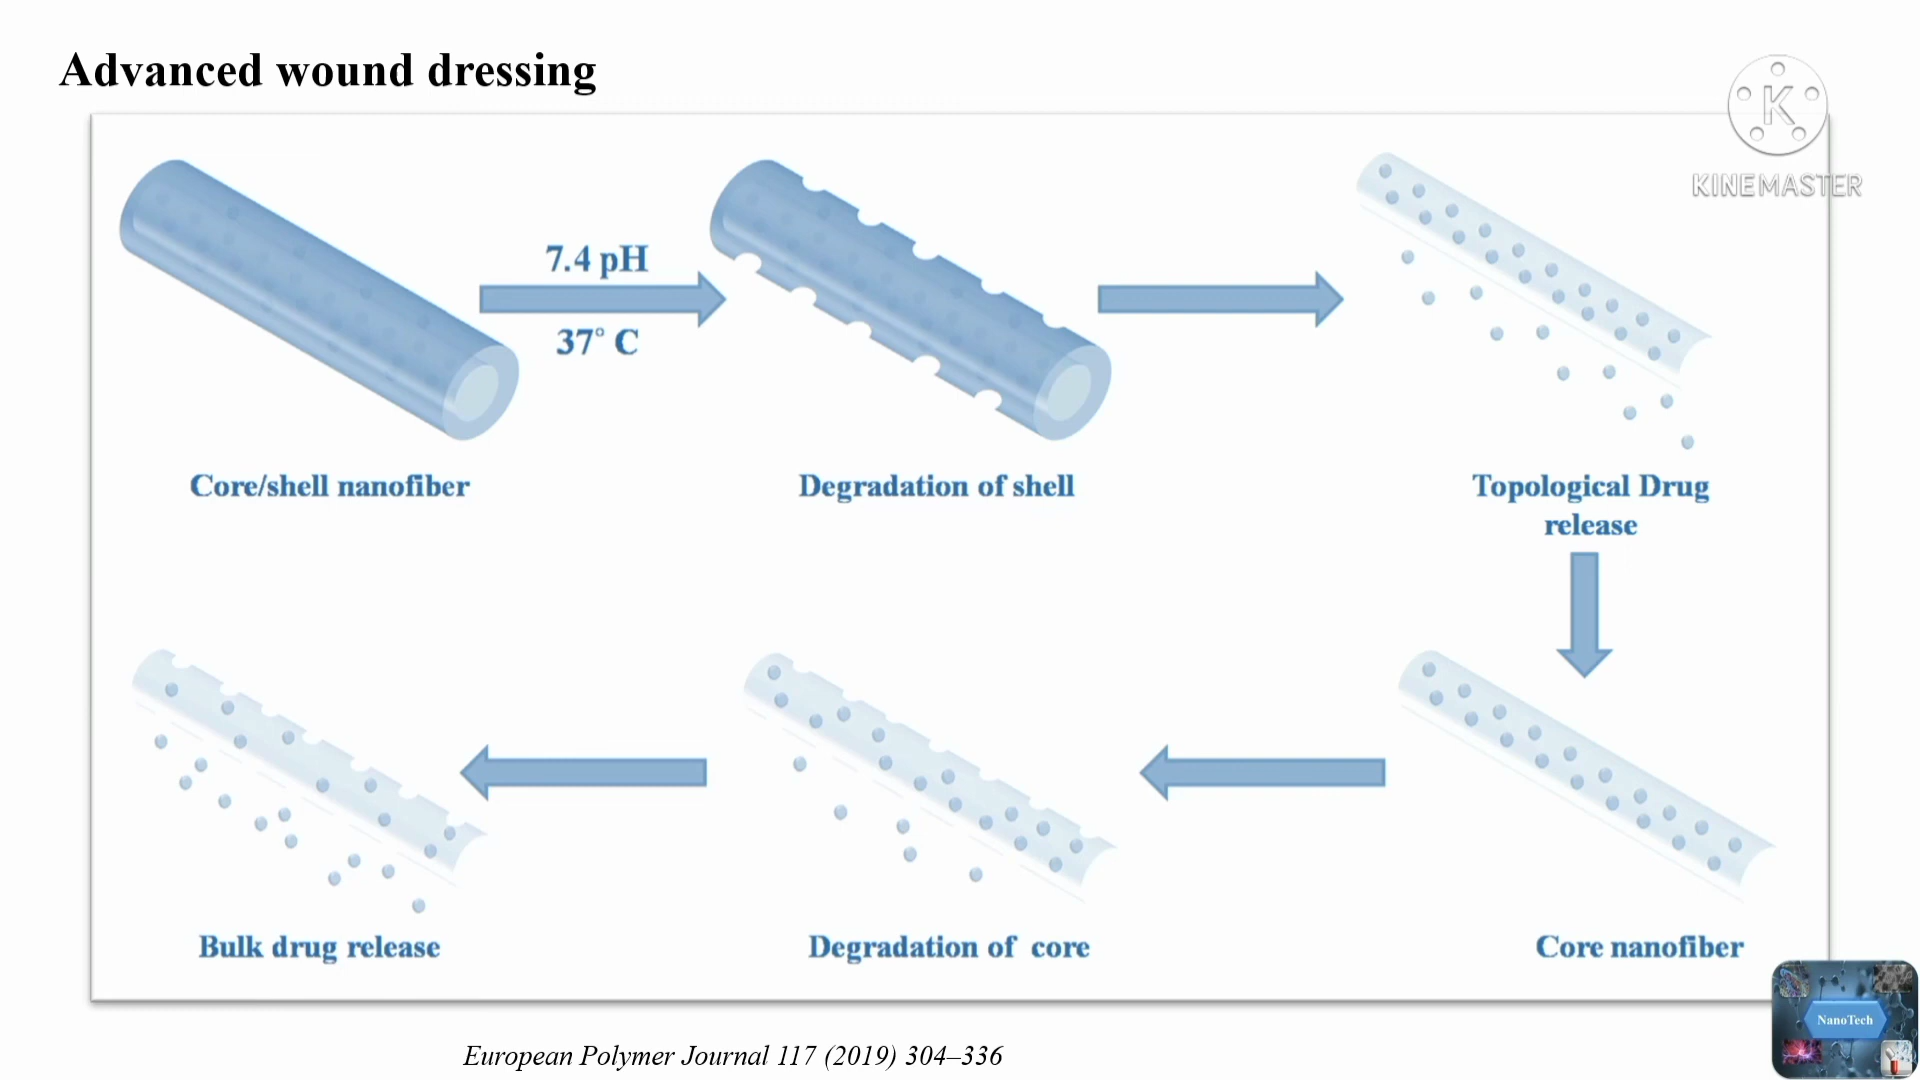 Advanced wound dressing
K
KINEMASTER
7.4 pH
37° C
Core/shell nanofiber
Degradation of shell
Topological Drug
release
Bulk drug release
Degradation of core
Core nanofiber
NanoTech
European Polymer Journal 117 (2019) 304–336